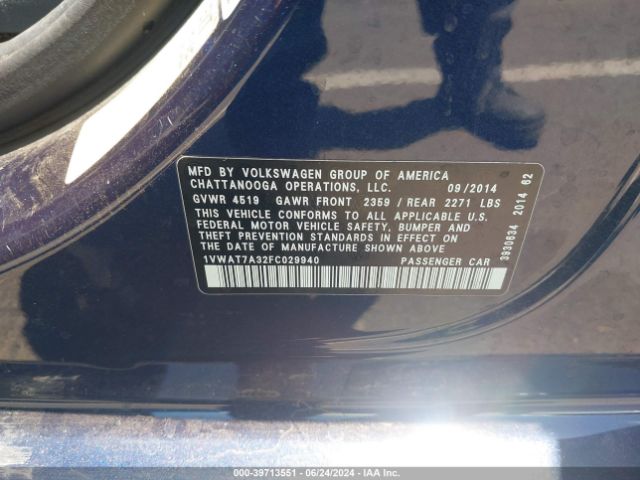 MFD BY VOLKSWAGEN GROUP OF AMERICA
CHATTANOOGA OPERATIONS, LLC. 09/2014
GVWR 4519 GAWR FRONT 2359 / REAR 2271 LBS
THIS VEHICLE CONFORMS TO ALL APPLICABLE U.S.
FEDERAL MOTOR VEHICLE SAFETY, BUMPER AND
THEFT PREVENTION STANDARDS IN EFFECT ON THE
DATE OF MANUFACTURE SHOWN ABOVE.
1VWAT7A32FC029940 PASSENGER CAR
3930634 2014 62
000-39713551 | 06/24/2024 | IAA Inc.